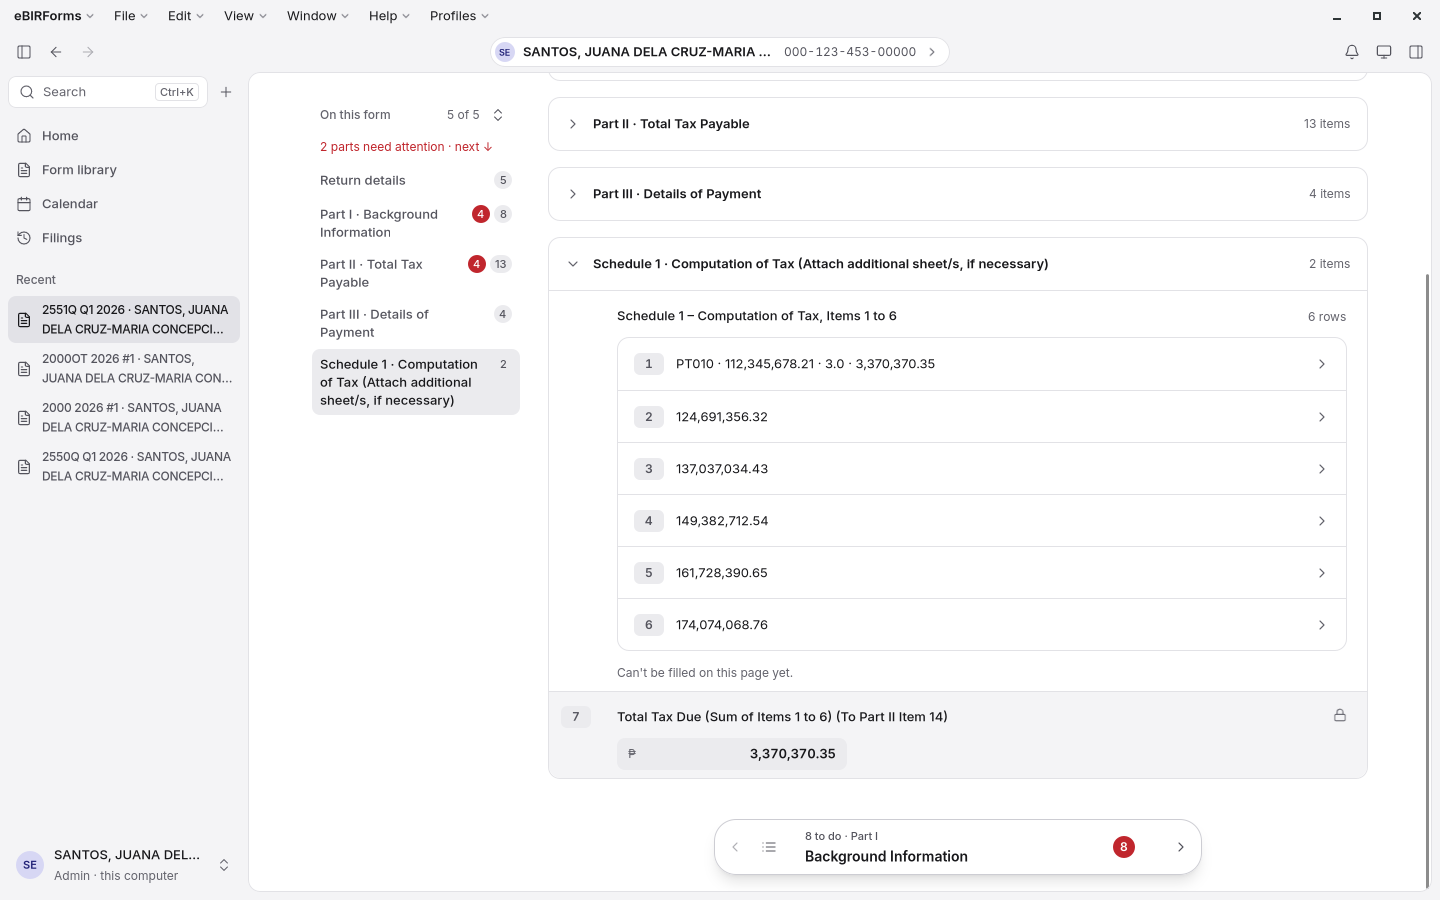 eBIRForms File Edit View Window Help Profiles
SE SANTOS, JUANA DELA CRUZ-MARIA ... 000-123-453-00000
Search Ctrl+K
Home
Form library
Calendar
Filings
Recent
2551Q Q1 2026 · SANTOS, JUANA
DELA CRUZ-MARIA CONCEPCI...
2000OT 2026 #1 · SANTOS,
JUANA DELA CRUZ-MARIA CON...
2000 2026 #1 · SANTOS, JUANA
DELA CRUZ-MARIA CONCEPCI...
2550Q Q1 2026 · SANTOS, JUANA
DELA CRUZ-MARIA CONCEPCI...
SE SANTOS, JUANA DEL...
Admin · this computer
On this form 5 of 5
2 parts need attention · next ↓
Return details 5
Part I · Background 4 8
Information
Part II · Total Tax 4 13
Payable
Part III · Details of 4
Payment
Schedule 1 · Computation 2
of Tax (Attach additional
sheet/s, if necessary)
Part II · Total Tax Payable 13 items
Part III · Details of Payment 4 items
Schedule 1 · Computation of Tax (Attach additional sheet/s, if necessary) 2 items
Schedule 1 – Computation of Tax, Items 1 to 6 6 rows
1 PT010 · 112,345,678.21 · 3.0 · 3,370,370.35
2 124,691,356.32
3 137,037,034.43
4 149,382,712.54
5 161,728,390.65
6 174,074,068.76
Can't be filled on this page yet.
7 Total Tax Due (Sum of Items 1 to 6) (To Part II Item 14)
₱ 3,370,370.35
8 to do · Part I
Background Information 8